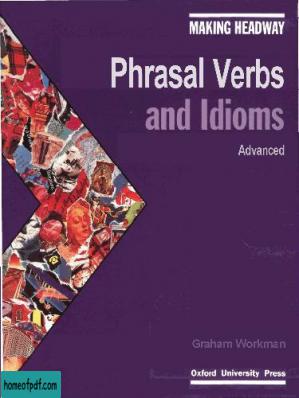 MAKING HEADWAY
Phrasal Verbs
and Idioms
Advanced
Graham Workman
Oxford University Press
homeofpdf.com